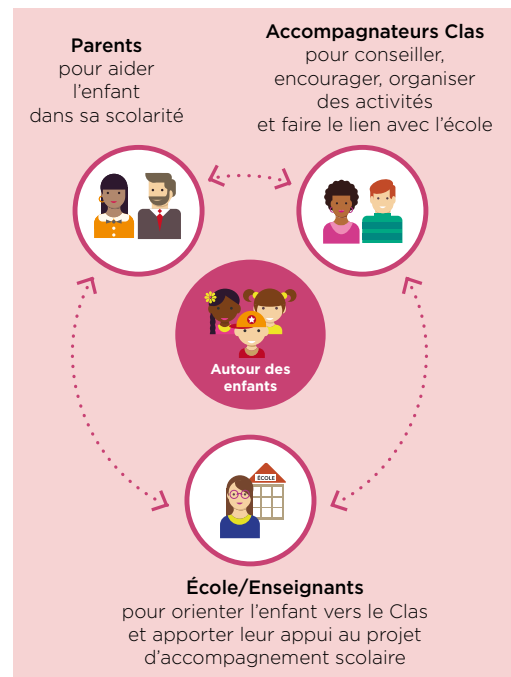 Parents
pour aider
l'enfant
dans sa scolarité
Accompagnateurs Clas
pour conseiller,
encourager, organiser
des activités
et faire le lien avec l'école
Autour des
enfants
ÉCOLE
École/Enseignants
pour orienter l'enfant vers le Clas
et apporter leur appui au projet
d'accompagnement scolaire